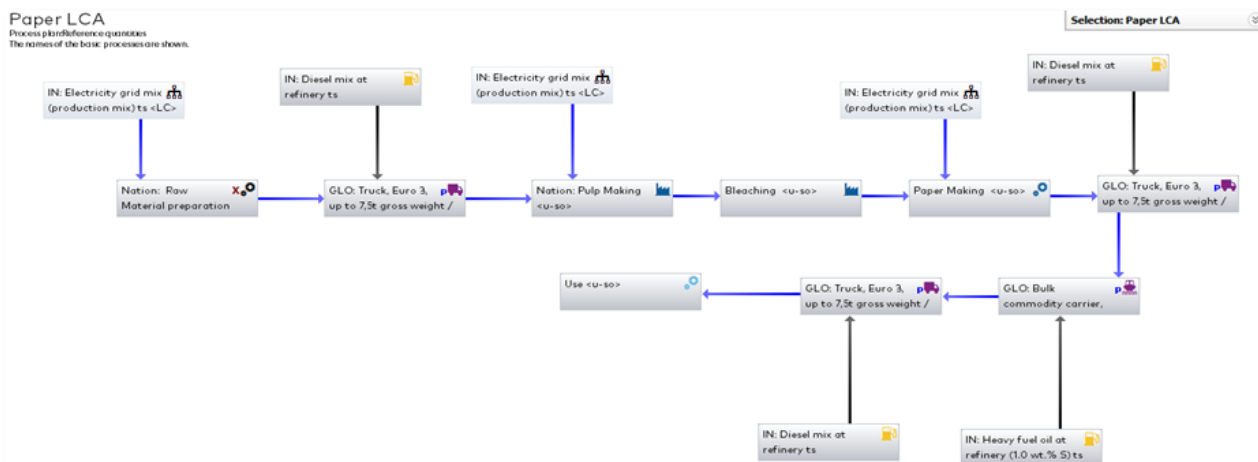 Paper LCA
Process plan:Reference quantities
The names of the basic processes are shown.
Selection: Paper LCA
IN: Electricity grid mix
(production mix) ts <LC>
IN: Diesel mix at
refinery ts
IN: Electricity grid mix
(production mix) ts <LC>
IN: Electricity grid mix
(production mix) ts <LC>
IN: Diesel mix at
refinery ts
Nation: Raw
Material preparation
X
GLO: Truck, Euro 3,
up to 7,5t gross weight /
p
Nation: Pulp Making
<u-so>
Bleaching <u-so>
Paper Making <u-so>
GLO: Truck, Euro 3,
up to 7,5t gross weight /
p
Use <u-so>
GLO: Truck, Euro 3,
up to 7,5t gross weight /
p
GLO: Bulk
commodity carrier,
p
IN: Diesel mix at
refinery ts
IN: Heavy fuel oil at
refinery (1.0 wt.% S) ts